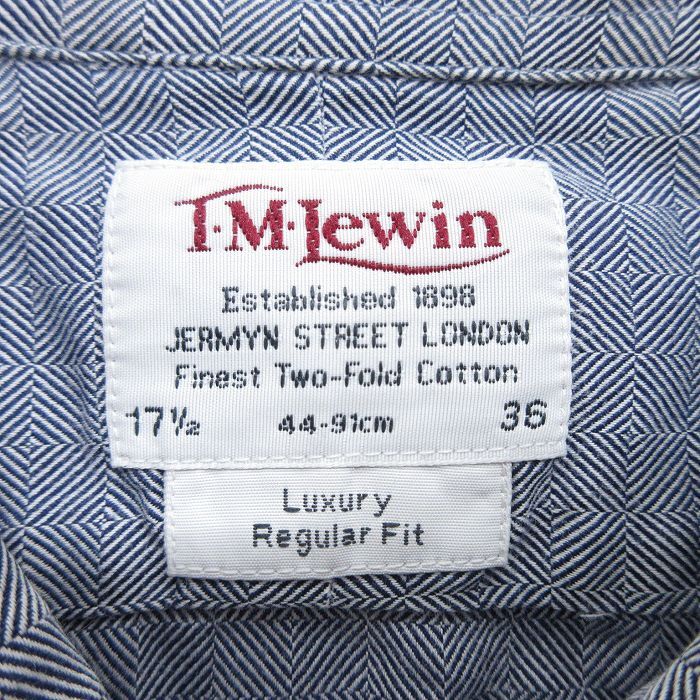 T·M·Lewin
Established 1898
JERMYN STREET LONDON
Finest Two-Fold Cotton
17½ 44-91cm 36
Luxury
Regular Fit